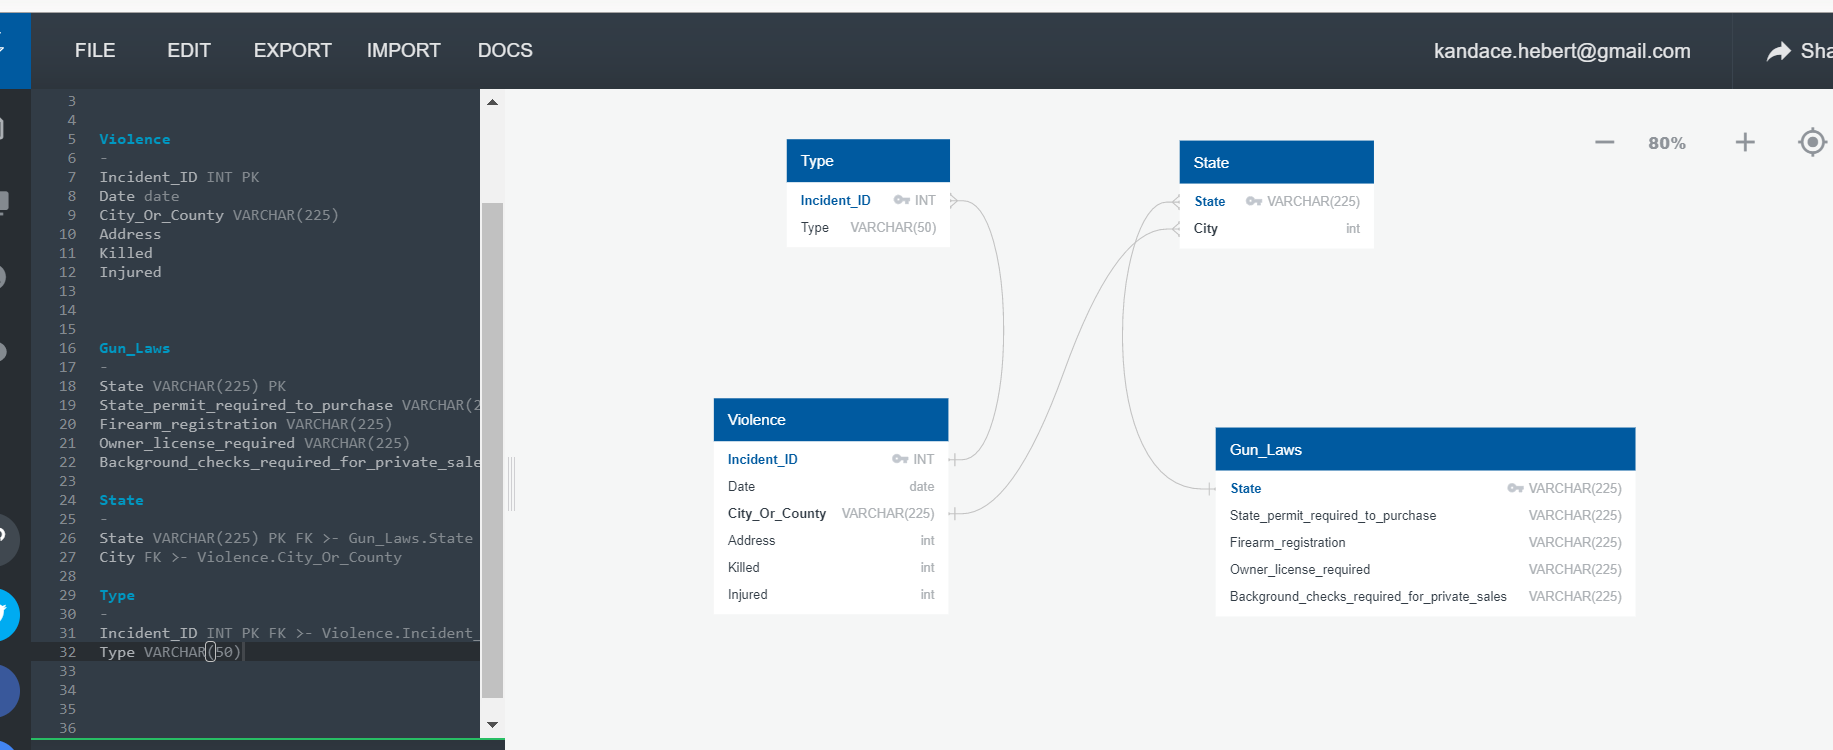 FILE EDIT EXPORT IMPORT DOCS kandace.hebert@gmail.com Sha
3
4
5 Violence
6 -
7 Incident_ID INT PK
8 Date date
9 City_Or_County VARCHAR(225)
10 Address
11 Killed
12 Injured
13
14
15
16 Gun_Laws
17 -
18 State VARCHAR(225) PK
19 State_permit_required_to_purchase VARCHAR(2
20 Firearm_registration VARCHAR(225)
21 Owner_license_required VARCHAR(225)
22 Background_checks_required_for_private_sale
23
24 State
25 -
26 State VARCHAR(225) PK FK >- Gun_Laws.State
27 City FK >- Violence.City_Or_County
28
29 Type
30 -
31 Incident_ID INT PK FK >- Violence.Incident_
32 Type VARCHAR(50)
33
34
35
36
80%
Type
Incident_ID INT
Type VARCHAR(50)
State
State VARCHAR(225)
City int
Violence
Incident_ID INT
Date date
City_Or_County VARCHAR(225)
Address int
Killed int
Injured int
Gun_Laws
State VARCHAR(225)
State_permit_required_to_purchase VARCHAR(225)
Firearm_registration VARCHAR(225)
Owner_license_required VARCHAR(225)
Background_checks_required_for_private_sales VARCHAR(225)